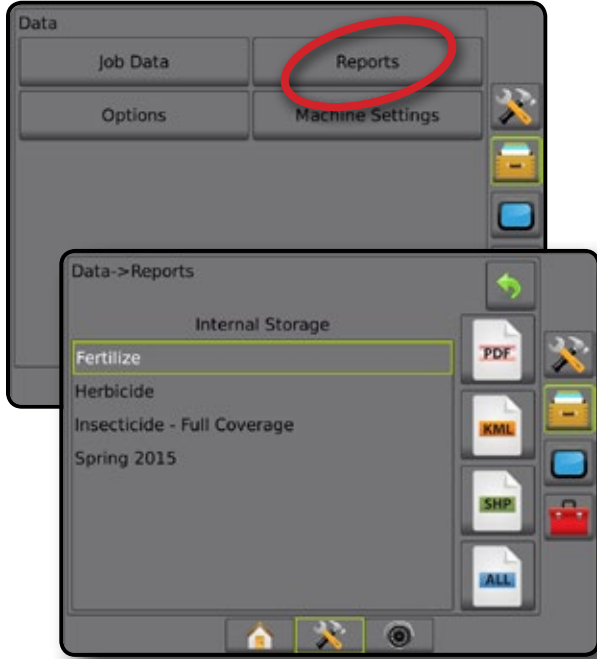 Data
Job Data
Reports
Options
Machine Settings
Data->Reports
Internal Storage
Fertilize
Herbicide
Insecticide - Full Coverage
Spring 2015
PDF
KML
SHP
ALL